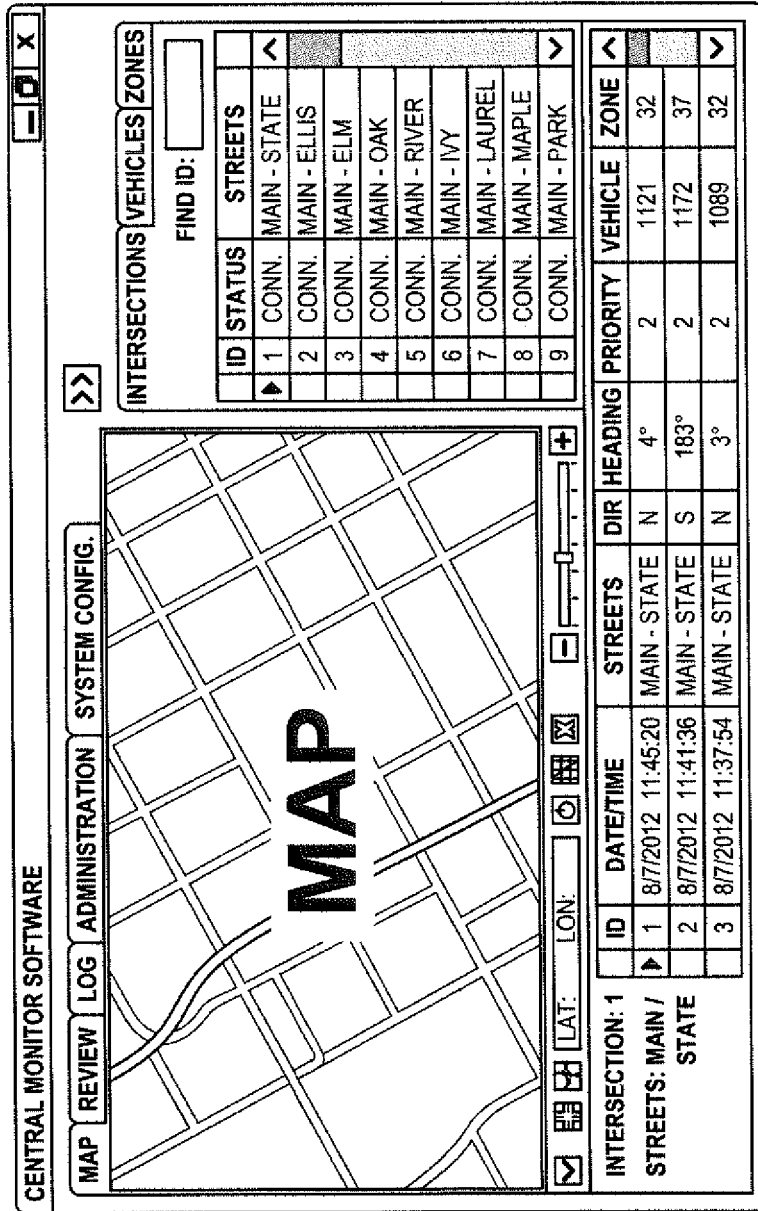 CENTRAL MONITOR SOFTWARE
MAP REVIEW LOG ADMINISTRATION SYSTEM CONFIG.
>>
MAP
LAT: LON:
INTERSECTIONS VEHICLES ZONES
FIND ID:
ID STATUS STREETS
1 CONN. MAIN - STATE
2 CONN. MAIN - ELLIS
3 CONN. MAIN - ELM
4 CONN. MAIN - OAK
5 CONN. MAIN - RIVER
6 CONN. MAIN - IVY
7 CONN. MAIN - LAUREL
8 CONN. MAIN - MAPLE
9 CONN. MAIN - PARK
INTERSECTION: 1
STREETS: MAIN /
STATE
ID DATE/TIME STREETS DIR HEADING PRIORITY VEHICLE ZONE
1 8/7/2012 11:45:20 MAIN - STATE N 4° 2 1121 32
2 8/7/2012 11:41:36 MAIN - STATE S 183° 2 1172 37
3 8/7/2012 11:37:54 MAIN - STATE N 3° 2 1089 32